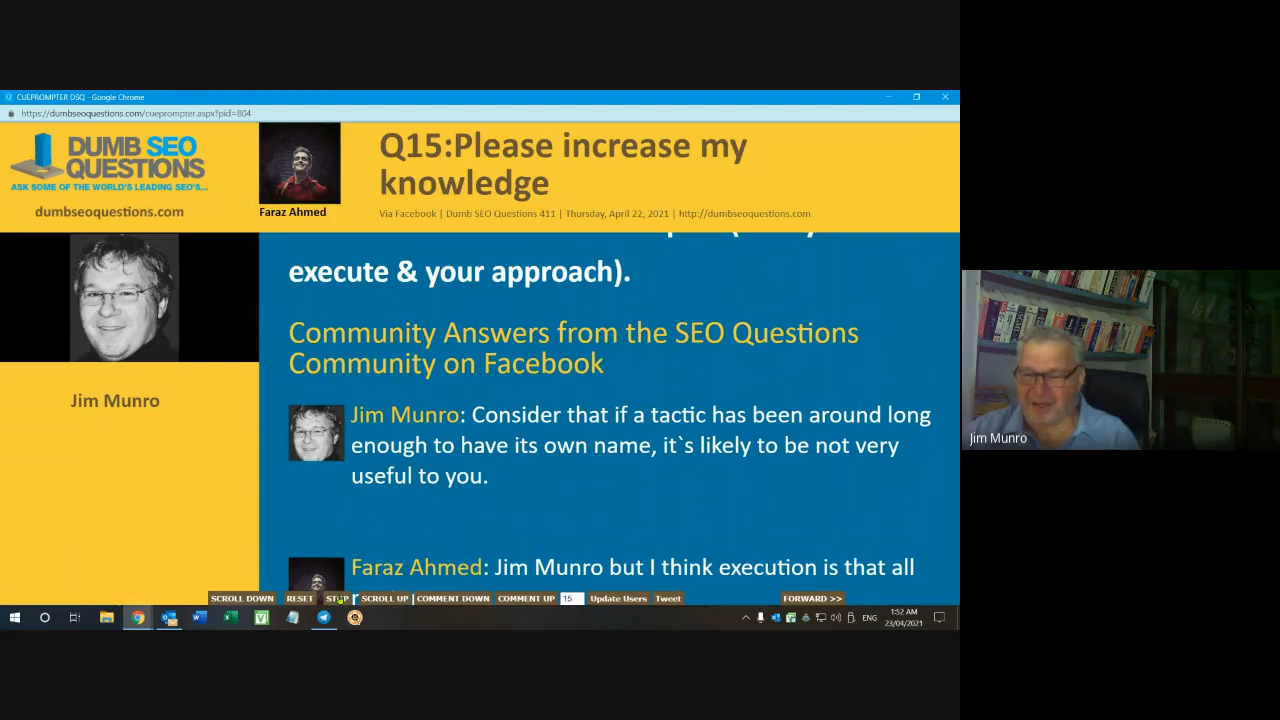 CUEPROMPTER DSQ - Google Chrome
https://dumbseoquestions.com/cueprompter.aspx?pid=804
DUMB SEO
QUESTIONS
ASK SOME OF THE WORLD'S LEADING SEO'S...
dumbseoquestions.com
Faraz Ahmed
Q15:Please increase my
knowledge
Via Facebook | Dumb SEO Questions 411 | Thursday, April 22, 2021 | http://dumbseoquestions.com
Jim Munro
execute & your approach).
Community Answers from the SEO Questions
Community on Facebook
Jim Munro: Consider that if a tactic has been around long
enough to have its own name, it`s likely to be not very
useful to you.
Faraz Ahmed: Jim Munro but I think execution is that all
SCROLL DOWN RESET STOP SCROLL UP COMMENT DOWN COMMENT UP 15 Update Users Tweet FORWARD >>
ENG
1:52 AM
23/04/2021
Jim Munro